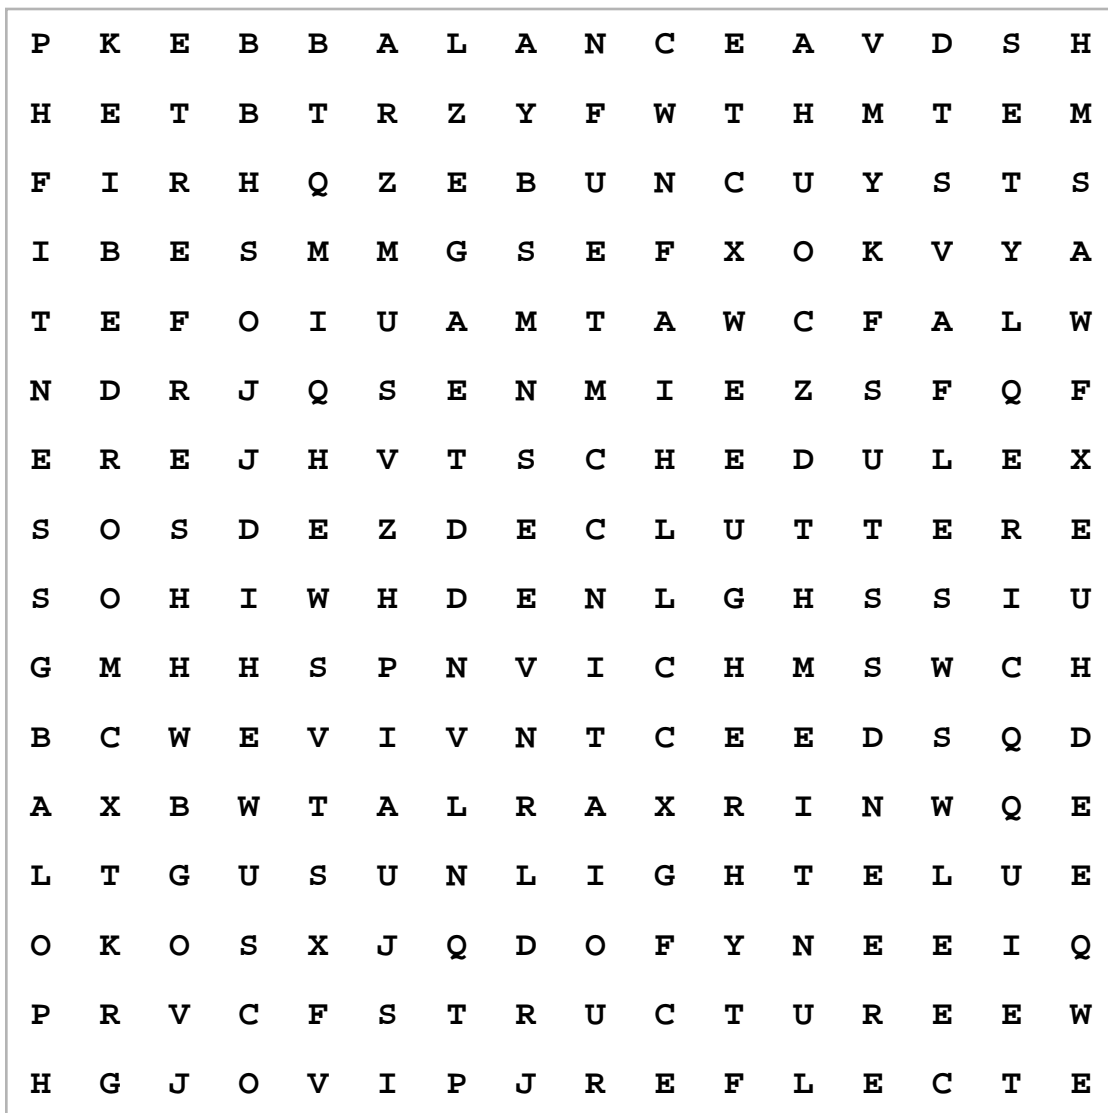 P K E B B A L A N C E A V D S H
H E T B T R Z Y F W T H M T E M
F I R H Q Z E B U N C U Y S T S
I B E S M M G S E F X O K V Y A
T E F O I U A M T A W C F A L W
N D R J Q S E N M I E Z S F Q F
E R E J H V T S C H E D U L E X
S O S D E Z D E C L U T T E R E
S O H I W H D E N L G H S S I U
G M H H S P N V I C H M S W C H
B C W E V I V N T C E E D S Q D
A X B W T A L R A X R I N W Q E
L T G U S U N L I G H T E L U E
O K O S X J Q D O F Y N E E I Q
P R V C F S T R U C T U R E E W
H G J O V I P J R E F L E C T E